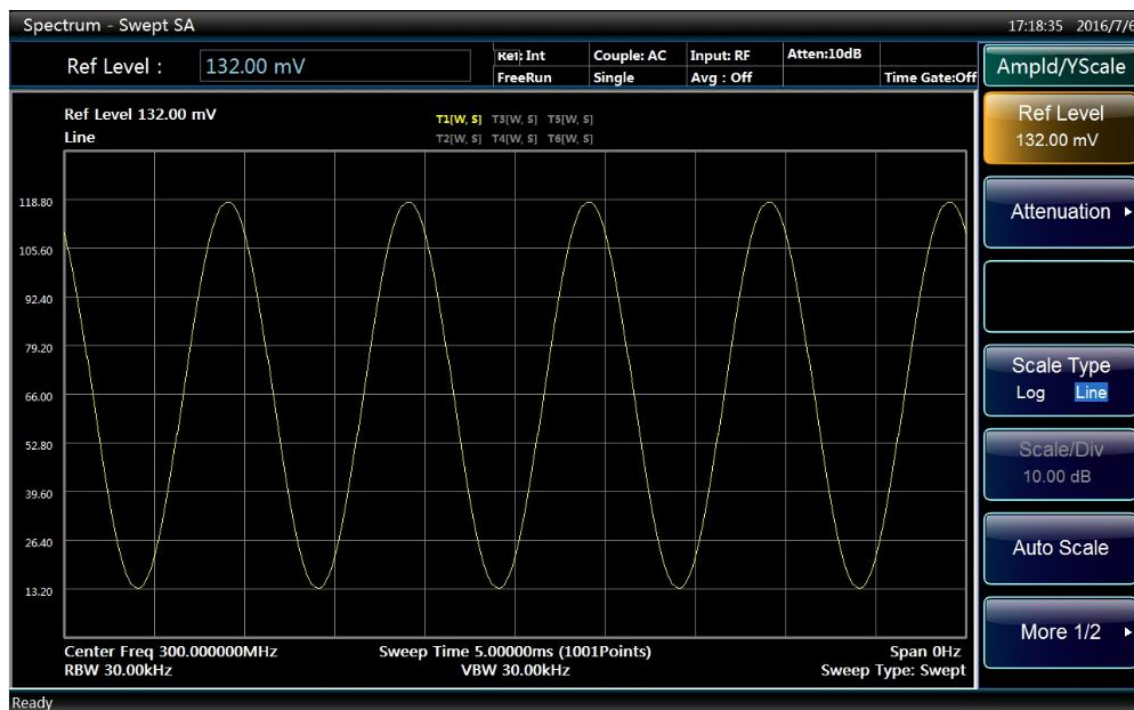 Spectrum - Swept SA
17:18:35 2016/7/6
Ref Level : 132.00 mV
Ref: Int Couple: AC Input: RF Atten:10dB
FreeRun Single Avg : Off Time Gate:Off
Ampld/YScale
Ref Level 132.00 mV
Line
T1[W, S] T3[W, S] T5[W, S]
T2[W, S] T4[W, S] T6[W, S]
118.80
105.60
92.40
79.20
66.00
52.80
39.60
26.40
13.20
Center Freq 300.000000MHz Sweep Time 5.00000ms (1001Points) Span 0Hz
RBW 30.00kHz VBW 30.00kHz Sweep Type: Swept
Ref Level
132.00 mV
Attenuation
Scale Type
Log Line
Scale/Div
10.00 dB
Auto Scale
More 1/2
Ready